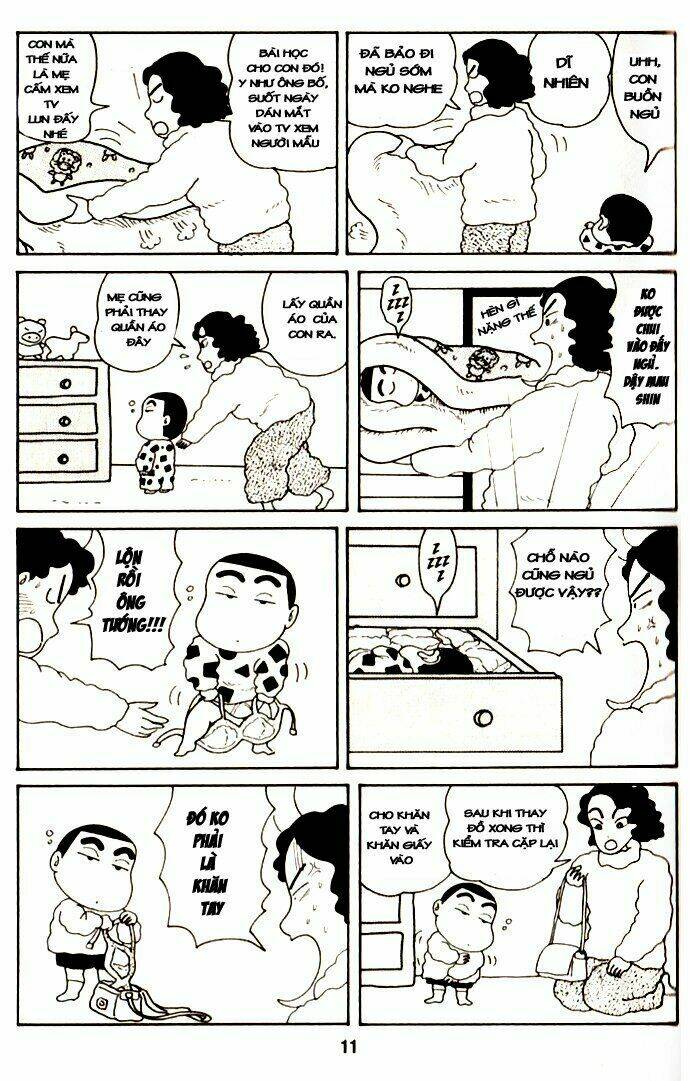 UHH,
CON
BUỒN
NGỦ
DĨ
NHIÊN
ĐÃ BẢO ĐI
NGỦ SỚM
MÀ KO NGHE
BÀI HỌC
CHO CON ĐÓ!
Y NHƯ ÔNG BỐ,
SUỐT NGÀY
DÁN MẮT
VÀO TV XEM
NGƯỜI MẪU
CON MÀ
THẾ NỮA
LÀ MẸ
CẤM XEM
TV
LUN ĐẤY
NHÉ
KO
ĐƯỢC
CHUI
VÀO ĐẤY
NGỦ.
DẬY MAU
SHIN
HÈN GÌ
NẶNG THẾ
Z
ZZZ
Z
LẤY QUẦN
ÁO CỦA
CON RA.
MẸ CŨNG
PHẢI THAY
QUẦN ÁO
ĐÂY
CHỖ NÀO
CŨNG NGỦ
ĐƯỢC VẬY??
Z
ZZZ
Z
LỘN
RỒI
ÔNG
TƯỚNG!!!
SAU KHI THAY
ĐỒ XONG THÌ
KIỂM TRA CẶP LẠI
CHO KHĂN
TAY VÀ
KHĂN GIẤY
VÀO
ĐÓ KO
PHẢI
LÀ
KHĂN
TAY
11